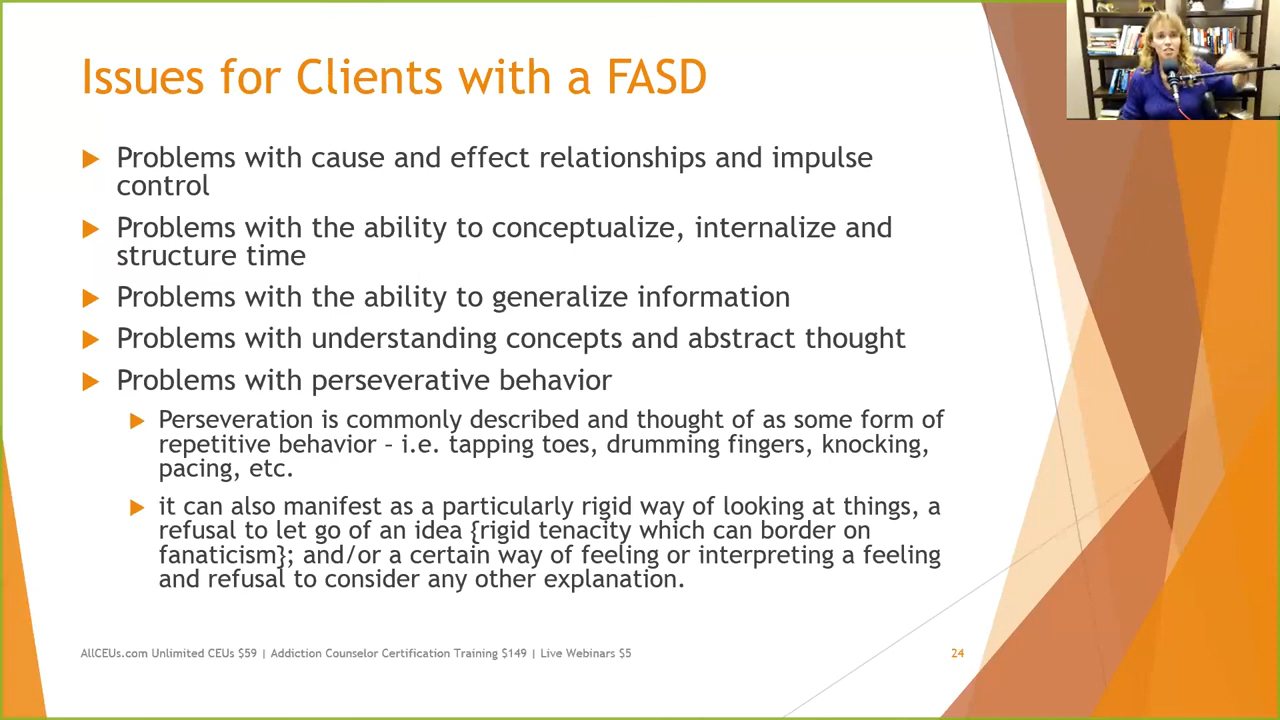 Issues for Clients with a FASD
Problems with cause and effect relationships and impulse
control
Problems with the ability to conceptualize, internalize and
structure time
Problems with the ability to generalize information
Problems with understanding concepts and abstract thought
Problems with perseverative behavior
Perseveration is commonly described and thought of as some form of
repetitive behavior – i.e. tapping toes, drumming fingers, knocking,
pacing, etc.
it can also manifest as a particularly rigid way of looking at things, a
refusal to let go of an idea {rigid tenacity which can border on
fanaticism}; and/or a certain way of feeling or interpreting a feeling
and refusal to consider any other explanation.
AllCEUs.com Unlimited CEUs $59 | Addiction Counselor Certification Training $149 | Live Webinars $5
24